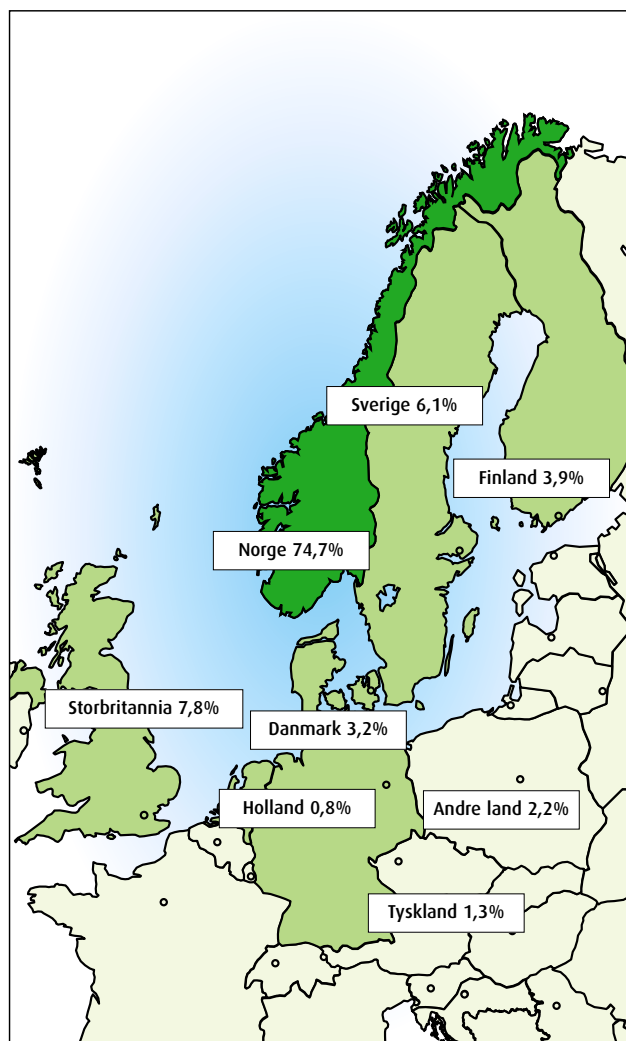 Sverige 6,1%
Finland 3,9%
Norge 74,7%
Storbritannia 7,8%
Danmark 3,2%
Holland 0,8%
Andre land 2,2%
Tyskland 1,3%